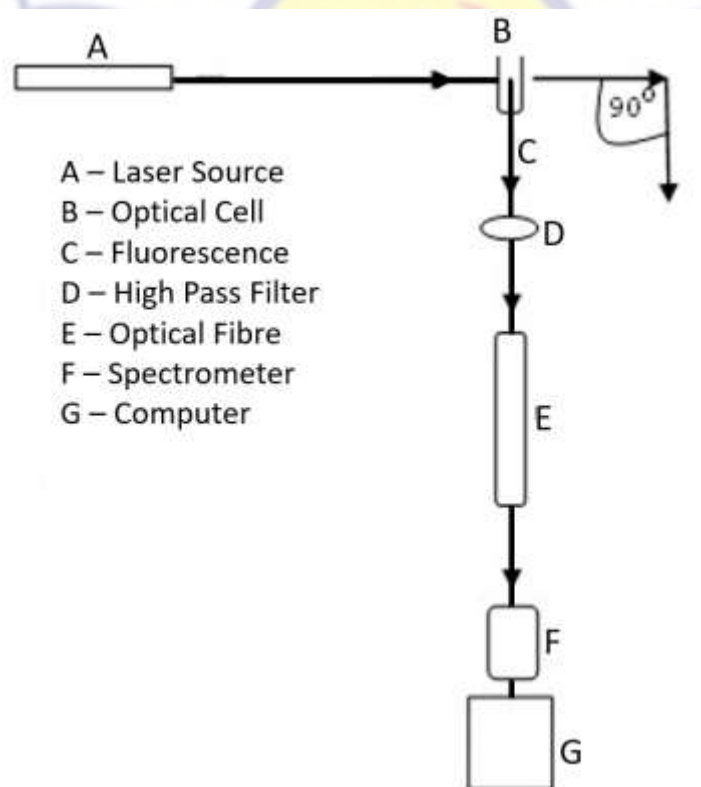 A
B
90°
C
A – Laser Source
B – Optical Cell
C – Fluorescence
D – High Pass Filter
E – Optical Fibre
F – Spectrometer
G – Computer
D
E
F
G